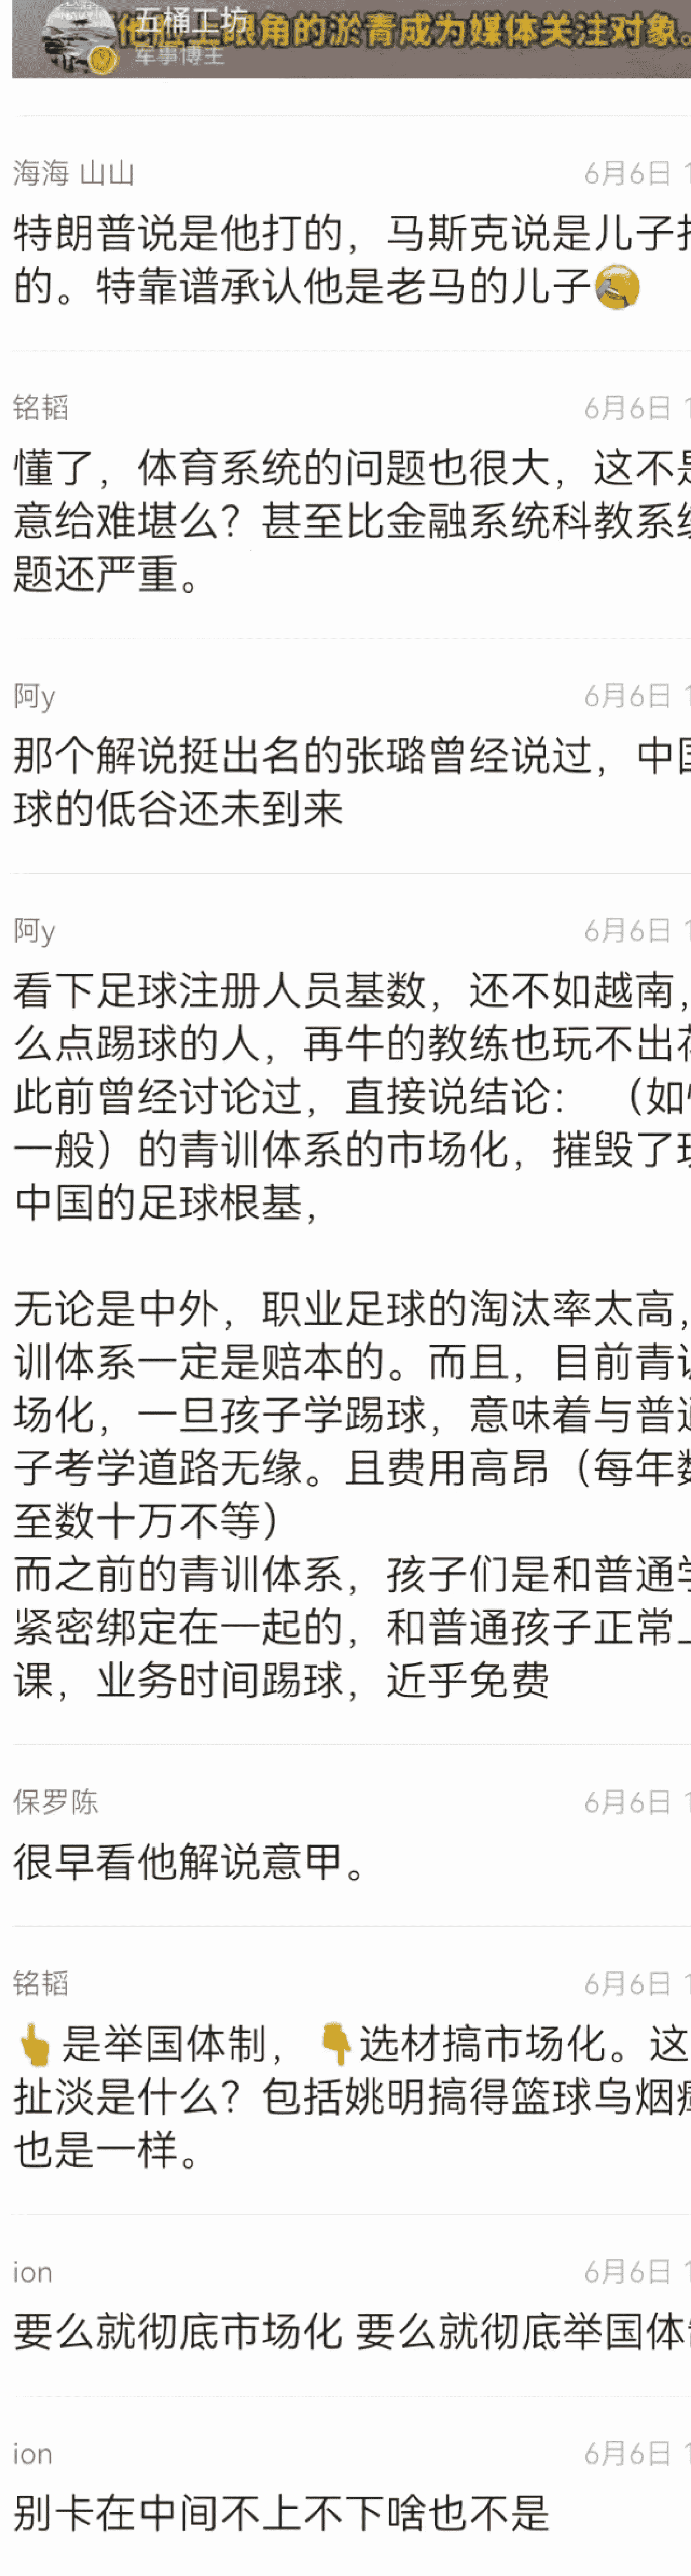 五桶工坊
眼角的淤青成为媒体关注对象。
军事博主
海海 山山
6月6日
特朗普说是他打的，马斯克说是儿子打
的。特靠谱承认他是老马的儿子
铭韬
6月6日
懂了，体育系统的问题也很大，这不是
意给难堪么？甚至比金融系统科教系统
题还严重。
阿y
6月6日
那个解说挺出名的张璐曾经说过，中国
球的低谷还未到来
阿y
6月6日
看下足球注册人员基数，还不如越南，
么点踢球的人，再牛的教练也玩不出花
此前曾经讨论过，直接说结论：（如
一般）的青训体系的市场化，摧毁了
中国的足球根基，
无论是中外，职业足球的淘汰率太高，
训体系一定是赔本的。而且，目前青训
场化，一旦孩子学踢球，意味着与普通
子考学道路无缘。且费用高昂（每年数
至数十万不等）
而之前的青训体系，孩子们是和普通学
紧密绑定在一起的，和普通孩子正常上
课，业务时间踢球，近乎免费
保罗陈
6月6日
很早看他解说意甲。
铭韬
6月6日
👆是举国体制，👇选材搞市场化。这
扯淡是什么？包括姚明搞得篮球乌烟瘴
也是一样。
ion
6月6日
要么就彻底市场化 要么就彻底举国体制
ion
6月6日
别卡在中间不上不下啥也不是